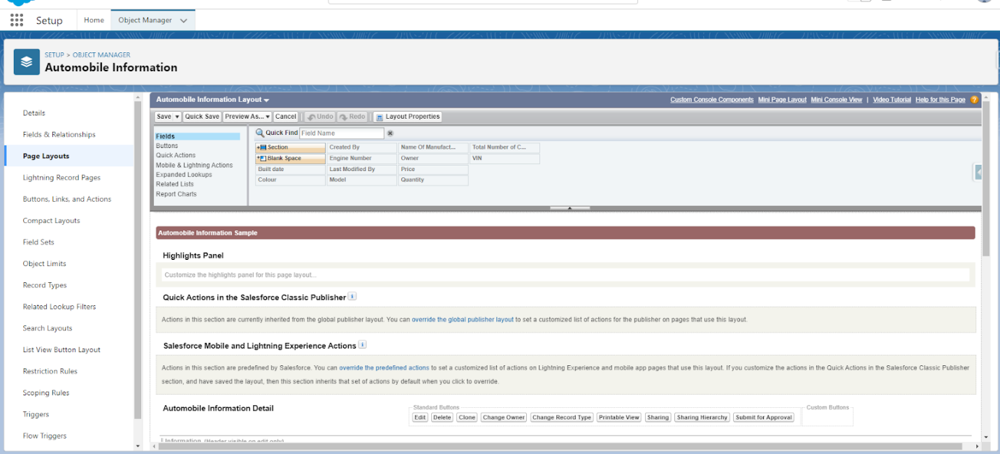 Setup
Home
Object Manager
SETUP > OBJECT MANAGER
Automobile Information
Details
Fields & Relationships
Page Layouts
Lightning Record Pages
Buttons, Links, and Actions
Compact Layouts
Field Sets
Object Limits
Record Types
Related Lookup Filters
Search Layouts
List View Button Layout
Restriction Rules
Scoping Rules
Triggers
Flow Triggers
Automobile Information Layout
Custom Console Components Mini Page Layout Mini Console View | Video Tutorial Help for this Page ?
Save Quick Save Preview As... Cancel Undo Redo Layout Properties
Fields
Buttons
Quick Actions
Mobile & Lightning Actions
Expanded Lookups
Related Lists
Report Charts
Quick Find Field Name
Section Created By Name Of Manufact... Total Number of C...
Blank Space Engine Number Owner VIN
Built date Last Modified By Price
Colour Model Quantity
Automobile Information Sample
Highlights Panel
Customize the highlights panel for this page layout...
Quick Actions in the Salesforce Classic Publisher i
Actions in this section are currently inherited from the global publisher layout. You can override the global publisher layout to set a customized list of actions for the publisher on pages that use this layout.
Salesforce Mobile and Lightning Experience Actions i
Actions in this section are predefined by Salesforce. You can override the predefined actions to set a customized list of actions on Lightning Experience and mobile app pages that use this layout. If you customize the actions in the Quick Actions in the Salesforce Classic Publisher
section, and have saved the layout, then this section inherits that set of actions by default when you click to override.
Automobile Information Detail
Standard Buttons
Edit Delete Clone Change Owner Change Record Type Printable View Sharing Sharing Hierarchy Submit for Approval
Custom Buttons
Information (Header visible on edit only)